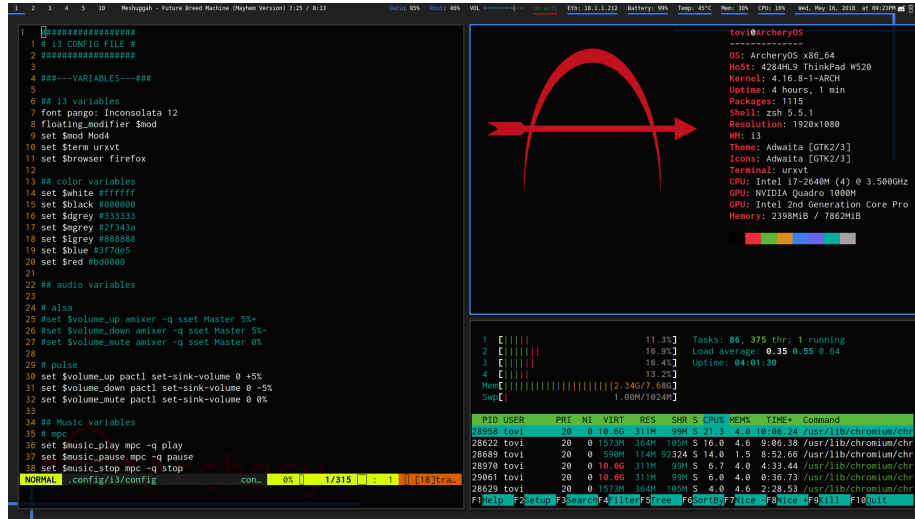 1 2 3 4 5 10 Meshuggah - Future Breed Machine (Mayhem Version) 7:25 / 8:13 Data: 85% Root: 46% VOL no wifi Eth: 10.1.1.212 Battery: 99% Temp: 45°C Mem: 30% CPU: 16% Wed. May 16, 2018 at 09:23PM
1 ##################
1 # i3 CONFIG FILE #
2 ##################
3
4 ###---VARIABLES---###
5
6 ## i3 variables
7 font pango: Inconsolata 12
8 floating_modifier $mod
9 set $mod Mod4
10 set $term urxvt
11 set $browser firefox
12
13 ## color variables
14 set $white #ffffff
15 set $black #000000
16 set $dgrey #333333
17 set $mgrey #2f343a
18 set $lgrey #888888
19 set $blue #3f7de5
20 set $red #bd0000
21
22 ## audio variables
23
24 # alsa
25 #set $volume_up amixer -q sset Master 5%+
26 #set $volume_down amixer -q sset Master 5%-
27 #set $volume_mute amixer -q sset Master 0%
28
29 # pulse
30 set $volume_up pactl set-sink-volume 0 +5%
31 set $volume_down pactl set-sink-volume 0 -5%
32 set $volume_mute pactl set-sink-volume 0 0%
33
34 ## Music variables
35 # mpc
36 set $music_play mpc -q play
37 set $music_pause mpc -q pause
38 set $music_stop mpc -q stop
NORMAL .config/i3/config con… 0% 1/315 : 1 [18]tra…
tovi@ArcheryOS
--------------
OS: ArcheryOS x86_64
Host: 4284HL9 ThinkPad W520
Kernel: 4.16.8-1-ARCH
Uptime: 4 hours, 1 min
Packages: 1115
Shell: zsh 5.5.1
Resolution: 1920x1080
WM: i3
Theme: Adwaita [GTK2/3]
Icons: Adwaita [GTK2/3]
Terminal: urxvt
CPU: Intel i7-2640M (4) @ 3.500GHz
GPU: NVIDIA Quadro 1000M
GPU: Intel 2nd Generation Core Pro
Memory: 2398MiB / 7862MiB
1 [||||| 11.3%] Tasks: 86, 375 thr; 1 running
2 [||||||| 16.9%] Load average: 0.35 0.55 0.64
3 [|||||| 16.4%] Uptime: 04:01:30
4 [||||| 13.2%]
Mem[||||||||||||||||||||||2.34G/7.68G]
Swp[| 1.00M/1024M]
PID USER PRI NI VIRT RES SHR S CPU% MEM% TIME+ Command
28958 tovi 20 0 10.6G 311M 99M S 21.3 4.0 10:06.24 /usr/lib/chromium/chr
28622 tovi 20 0 1573M 364M 105M S 16.0 4.6 9:06.38 /usr/lib/chromium/chr
28689 tovi 20 0 590M 114M 92324 S 14.0 1.5 8:52.66 /usr/lib/chromium/chr
28970 tovi 20 0 10.6G 311M 99M S 6.7 4.0 4:33.44 /usr/lib/chromium/chr
29061 tovi 20 0 10.6G 311M 99M S 6.0 4.0 0:36.73 /usr/lib/chromium/chr
28629 tovi 20 0 1573M 364M 105M S 4.0 4.6 2:28.53 /usr/lib/chromium/chr
F1Help F2Setup F3SearchF4FilterF5Tree F6SortByF7Nice -F8Nice +F9Kill F10Quit